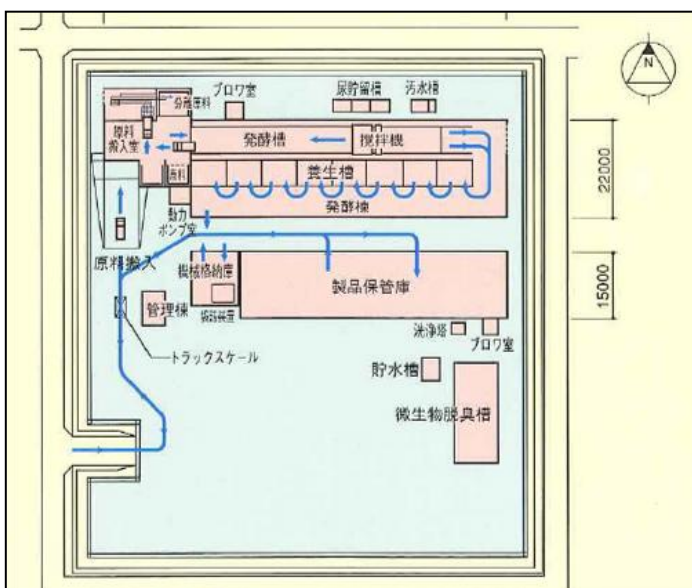 N
ブロワ室
尿貯留槽
汚水槽
分離原料
原料
搬入室
発酵槽
撹拌機
養生槽
原料
発酵棟
動力
ポンプ室
22000
原料搬入
機械格納庫
製品保管庫
15000
管理棟
トラックスケール
洗浄塔
ブロワ室
貯水槽
微生物脱臭槽